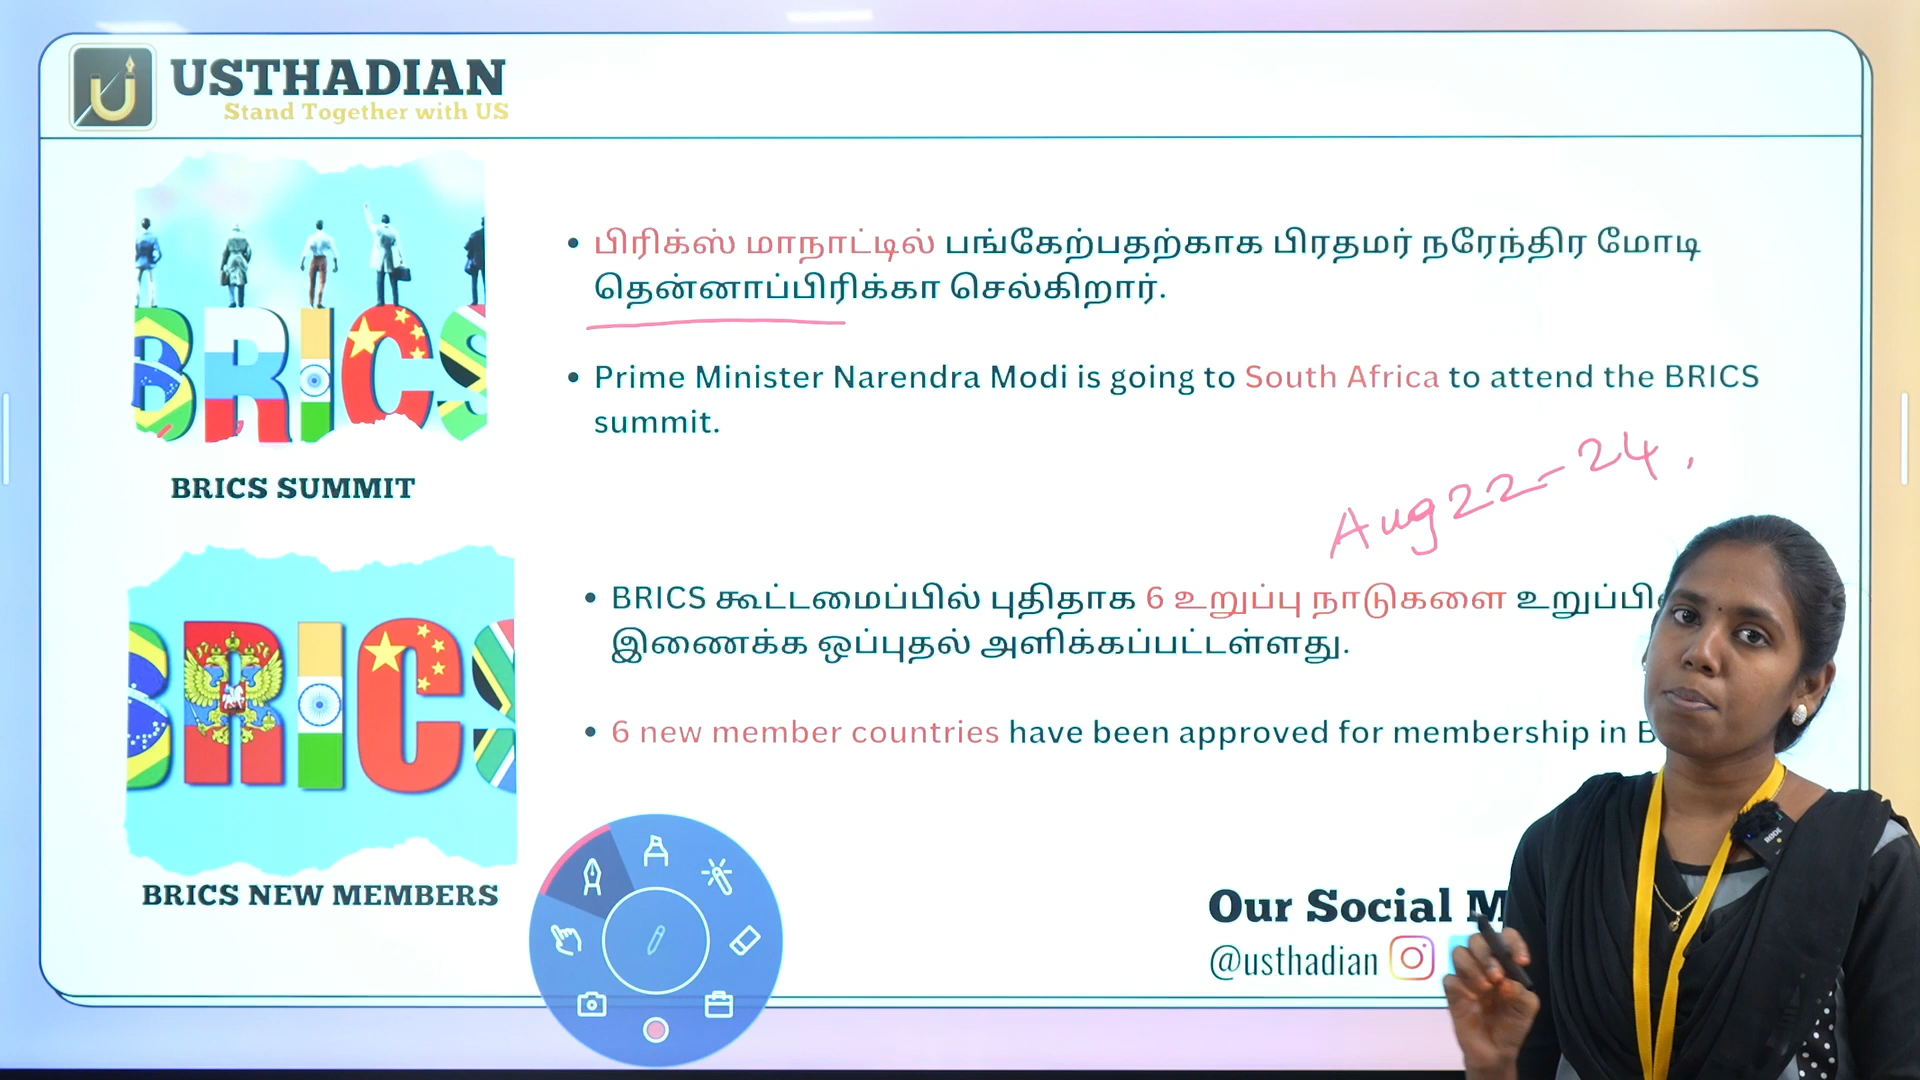 USTHADIAN
Stand Together with US
BRICS
BRICS SUMMIT
• பிரிக்ஸ் மாநாட்டில் பங்கேற்பதற்காக பிரதமர் நரேந்திர மோடி
தென்னாப்பிரிக்கா செல்கிறார்.
• Prime Minister Narendra Modi is going to South Africa to attend the BRICS
summit.
Aug 22-24,
BRICS
BRICS NEW MEMBERS
• BRICS கூட்டமைப்பில் புதிதாக 6 உறுப்பு நாடுகளை
இணைக்க ஒப்புதல் அளிக்கப்பட்டள்ளது.
• 6 new member countries have been approved for membership in B
Our Social M
@usthadian
RODE